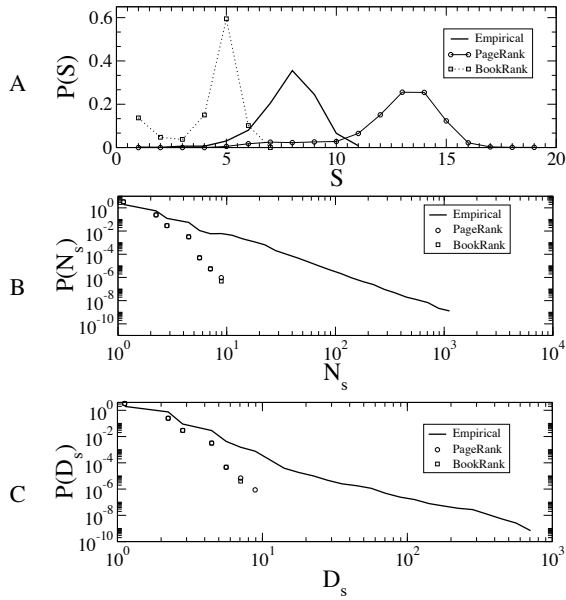 A
P(S)
0.6
0.4
0.2
0
0 5 10 15 20
S
Empirical
PageRank
BookRank
B
P(N_s)
10^0
10^-2
10^-4
10^-6
10^-8
10^-10
10^0 10^1 10^2 10^3 10^4
N_s
Empirical
PageRank
BookRank
C
P(D_s)
10^0
10^-2
10^-4
10^-6
10^-8
10^-10
10^0 10^1 10^2 10^3
D_s
Empirical
PageRank
BookRank